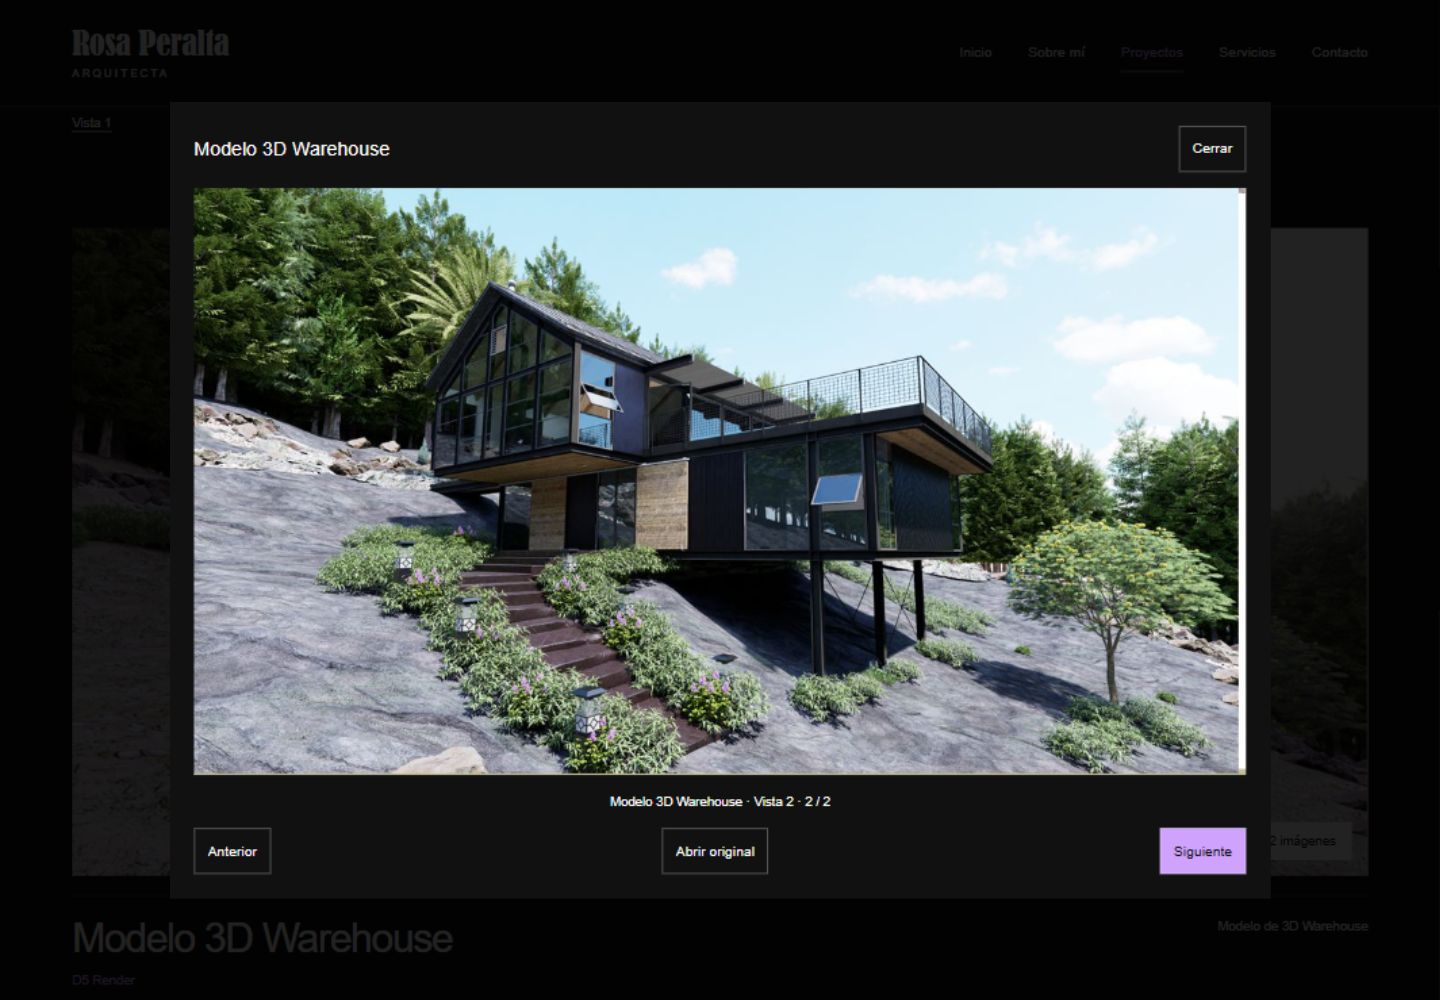 Rosa Peralta
ARQUITECTA
Inicio
Sobre mí
Proyectos
Servicios
Contacto
Vista 1
Modelo 3D Warehouse
Cerrar
Modelo 3D Warehouse · Vista 2 · 2 / 2
Anterior
Abrir original
Siguiente
2 imágenes
Modelo 3D Warehouse
Modelo de 3D Warehouse
D5 Render